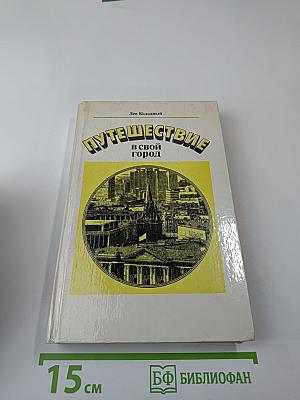 Лев Колодный
ПУТЕШЕСТВИЕ
в свой
город
15 см
БФ БИБЛИОФАН